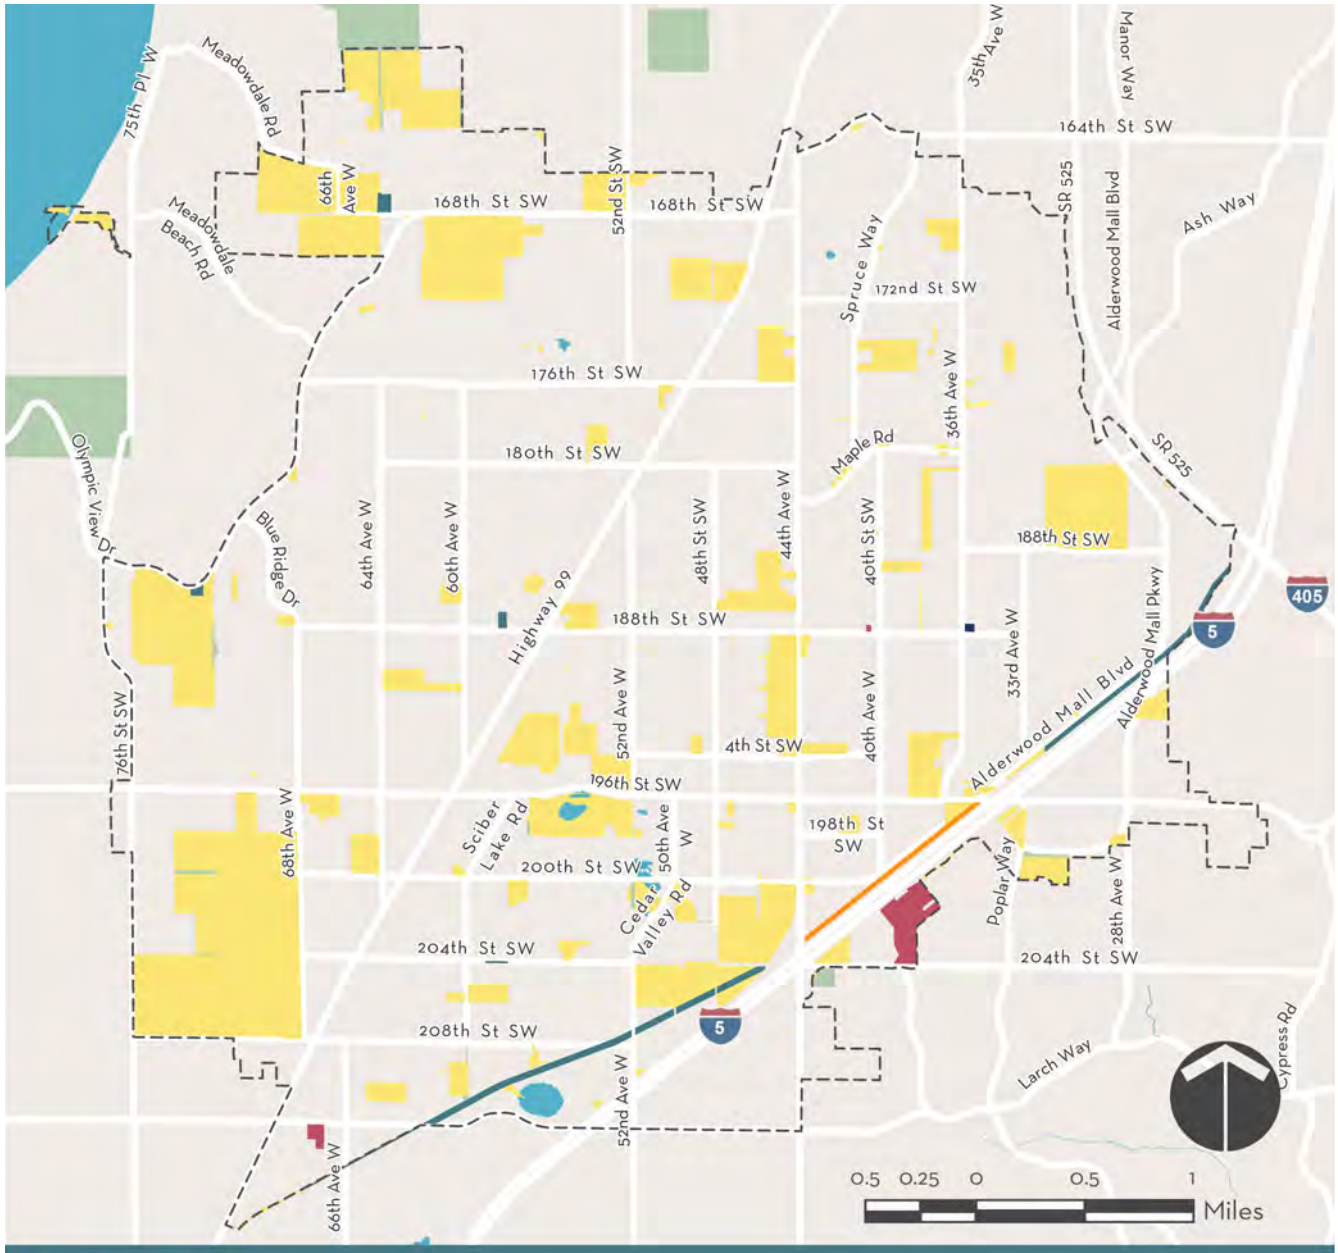 35th Ave W
Manor Way
75th Pl W
Meadowdale Rd
164th St SW
SR 525
Alderwood Mall Blvd
66th
Ave W
52nd St SW
168th St SW
168th St SW
Ash Way
Meadowdale
Beach Rd
Spruce Way
172nd St SW
176th St SW
36th Ave W
Maple Rd
180th St SW
SR 525
Olympic View Dr
64th Ave W
60th Ave W
48th St SW
44th Ave W
40th St SW
188th St SW
Blue Ridge Dr
Highway 99
188th St SW
405
5
Alderwood Mall Pkwy
33rd Ave W
Alderwood Mall Blvd
Alderwood Mall Pkwy
76th St SW
52nd Ave W
40th Ave W
4th St SW
196th St SW
68th Ave W
Sciber
Lake Rd
50th Ave
W
198th St
SW
200th St SW
Cedar
Valley Rd
Poplar Way
28th Ave W
204th St SW
204th St SW
208th St SW
5
52nd Ave W
Larch Way
Cypress Rd
66th Ave W
0.5 0.25 0 0.5 1
Miles